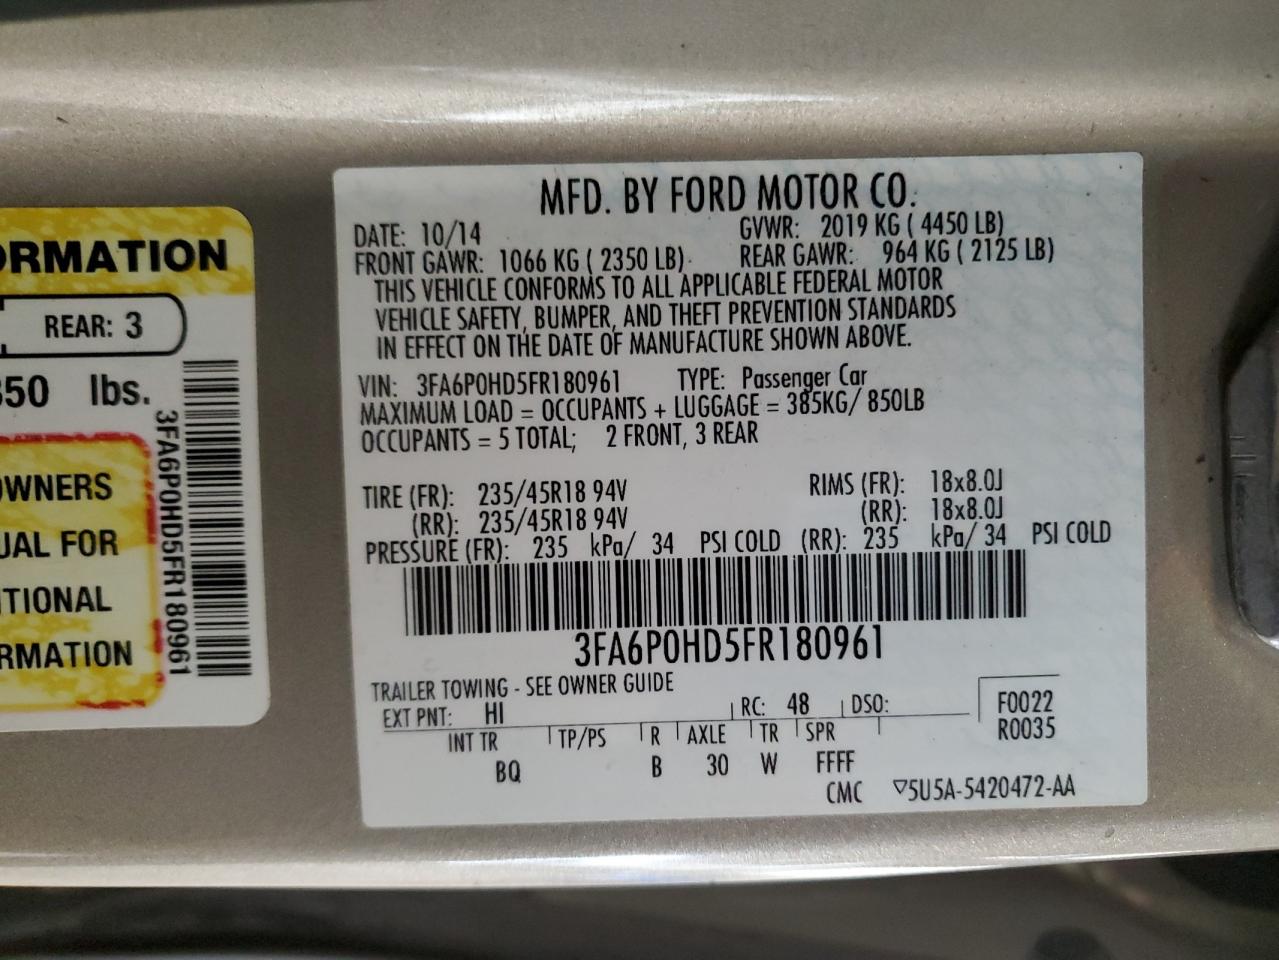 ORMATION
REAR: 3
350 lbs.
OWNERS
UAL FOR
ITIONAL
RMATION
3FA6P0HD5FR180961
MFD. BY FORD MOTOR CO.
DATE: 10/14 GVWR: 2019 KG ( 4450 LB)
FRONT GAWR: 1066 KG ( 2350 LB) REAR GAWR: 964 KG ( 2125 LB)
THIS VEHICLE CONFORMS TO ALL APPLICABLE FEDERAL MOTOR
VEHICLE SAFETY, BUMPER, AND THEFT PREVENTION STANDARDS
IN EFFECT ON THE DATE OF MANUFACTURE SHOWN ABOVE.
VIN: 3FA6P0HD5FR180961 TYPE: Passenger Car
MAXIMUM LOAD = OCCUPANTS + LUGGAGE = 385KG/ 850LB
OCCUPANTS = 5 TOTAL; 2 FRONT, 3 REAR
TIRE (FR): 235/45R18 94V RIMS (FR): 18x8.0J
(RR): 235/45R18 94V (RR): 18x8.0J
PRESSURE (FR): 235 kPa/ 34 PSI COLD (RR): 235 kPa/ 34 PSI COLD
3FA6P0HD5FR180961
TRAILER TOWING - SEE OWNER GUIDE
EXT PNT: HI RC: 48 DSO: F0022
R0035
INT TR TP/PS R AXLE TR SPR
BQ B 30 W FFFF
CMC ▽5U5A-5420472-AA